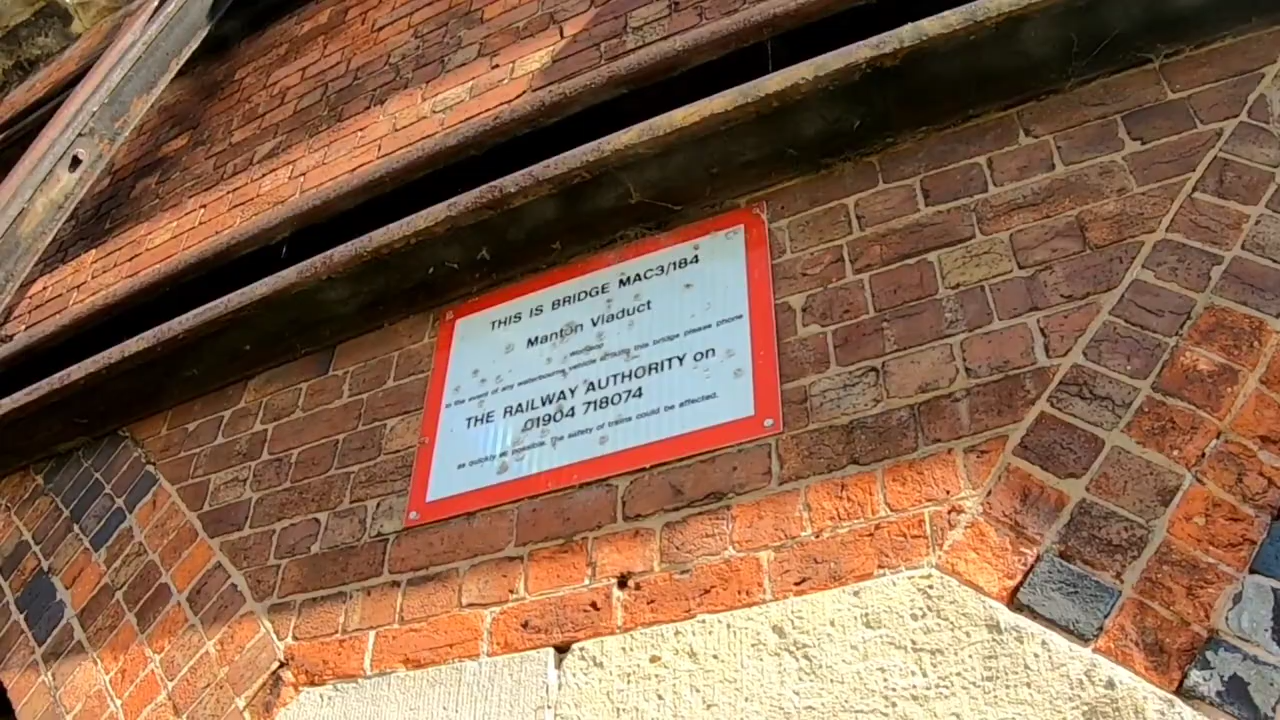 THIS IS BRIDGE MAC3/184
Manton Viaduct
Worksop
In the event of any waterbourne vehicle striking this bridge please phone
THE RAILWAY AUTHORITY on
01904 718074
as quickly as possible. The safety of trains could be affected.